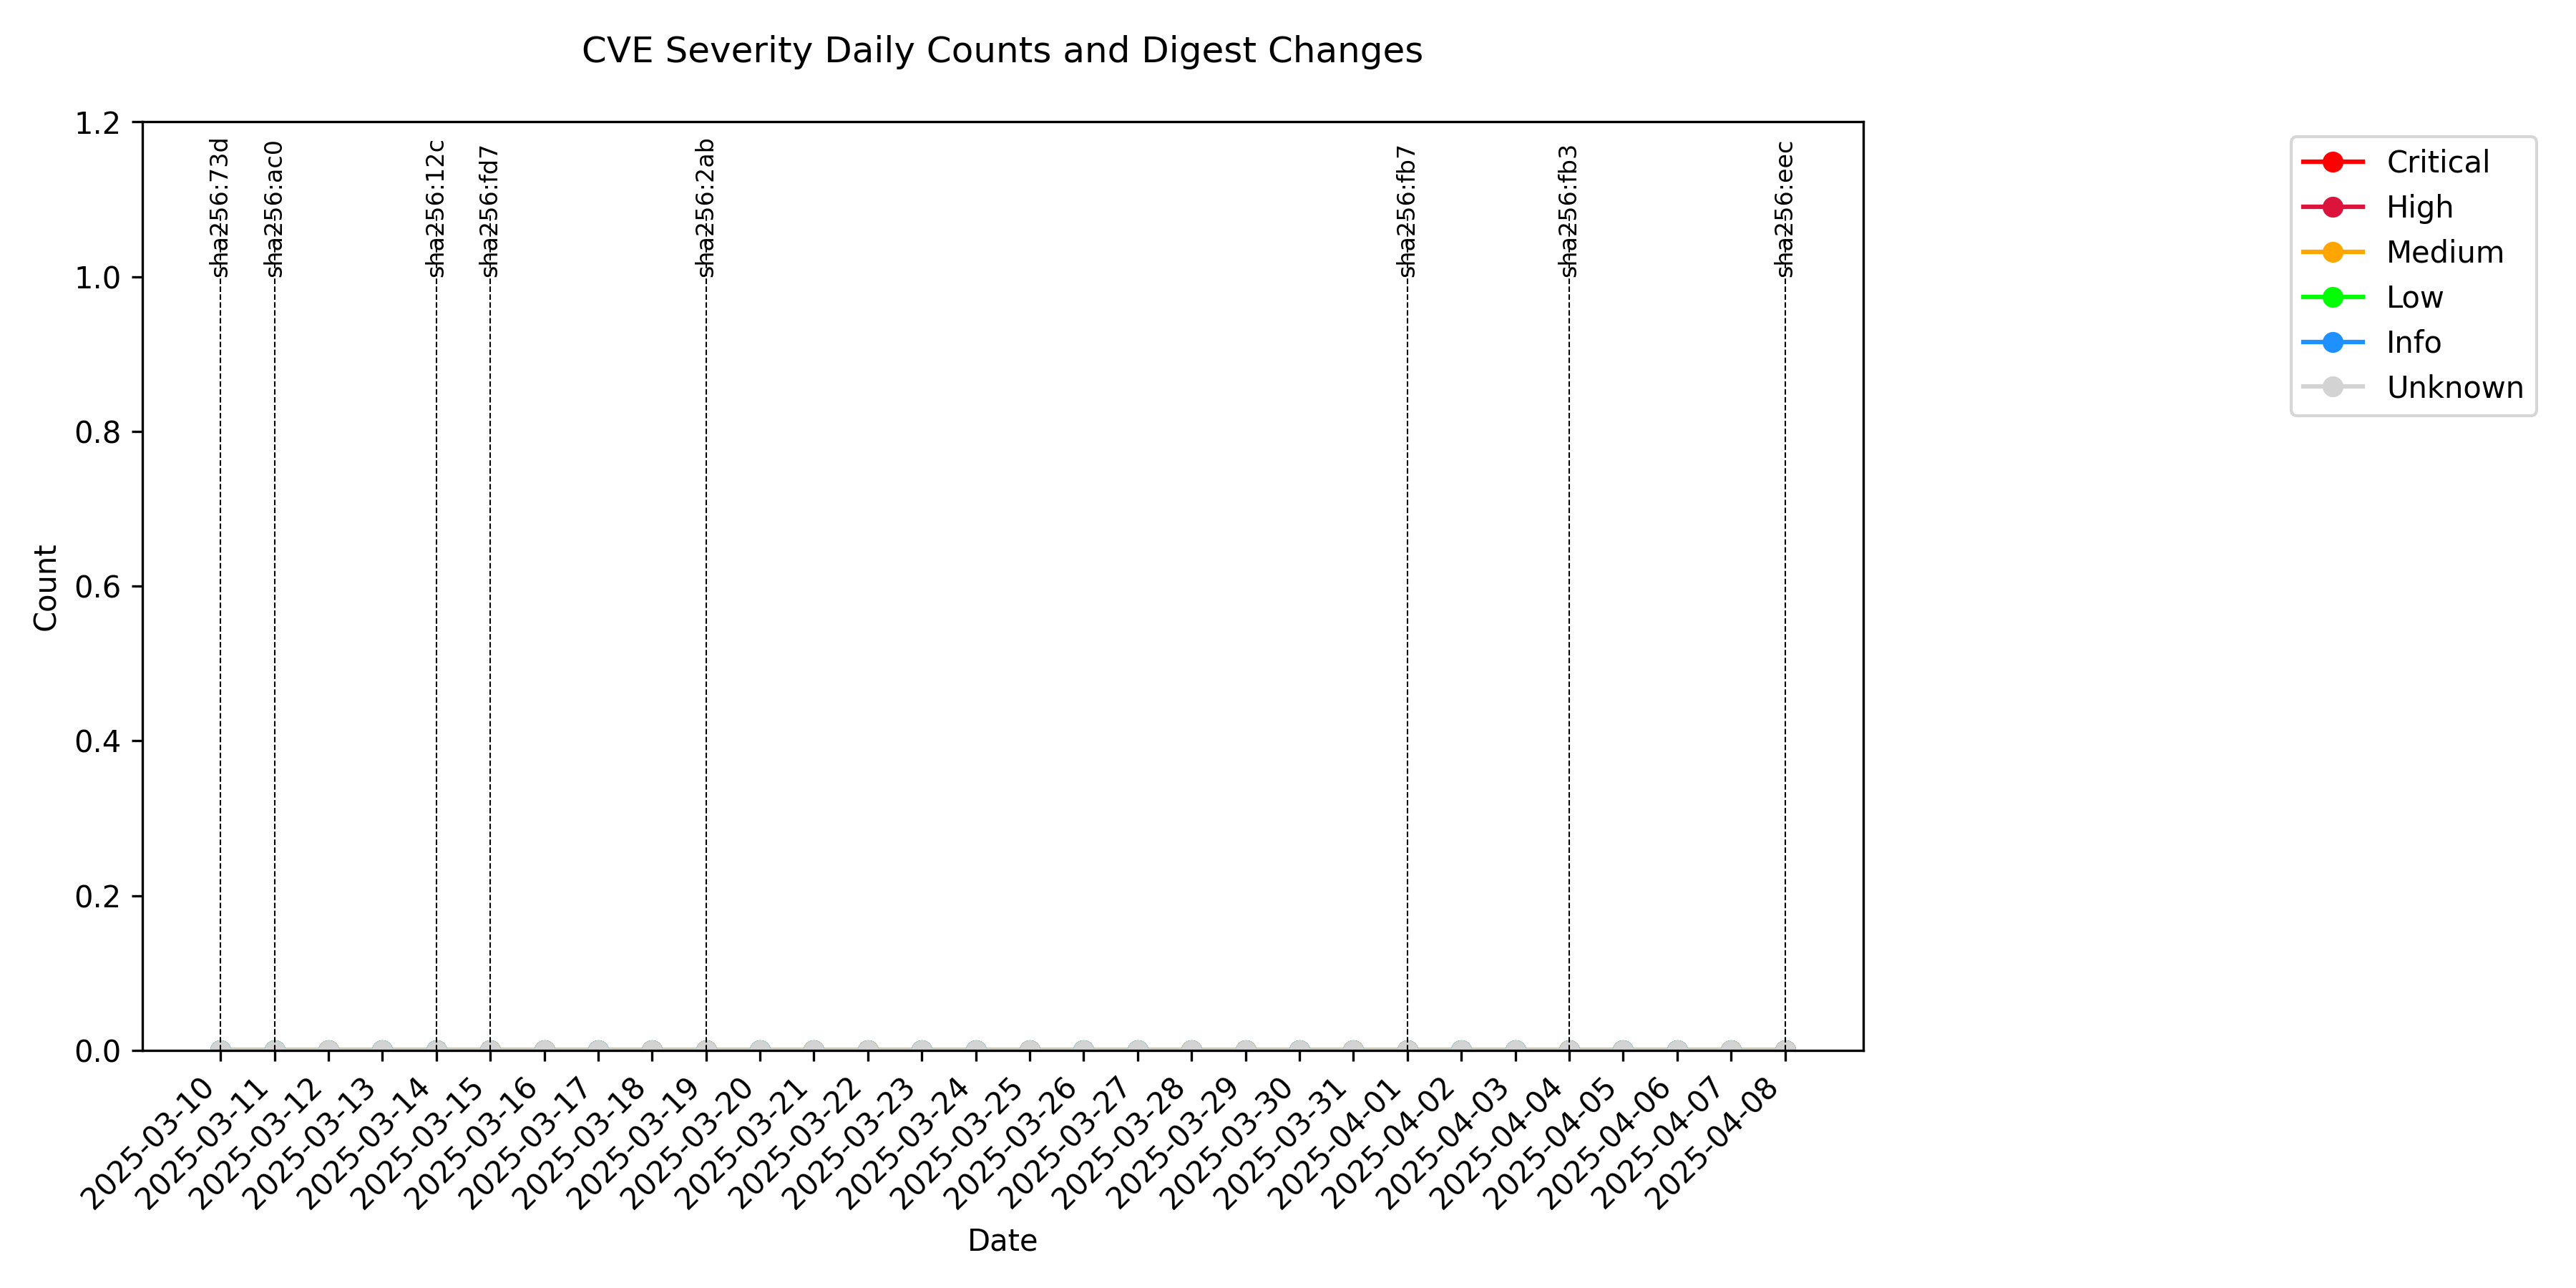 CVE Severity Daily Counts and Digest Changes
1.2
1.0
0.8
0.6
0.4
0.2
0.0
Count
sha256:73d
sha256:ac0
sha256:12c
sha256:fd7
sha256:2ab
sha256:fb7
sha256:fb3
sha256:eec
Critical
High
Medium
Low
Info
Unknown
2025-03-10
2025-03-11
2025-03-12
2025-03-13
2025-03-14
2025-03-15
2025-03-16
2025-03-17
2025-03-18
2025-03-19
2025-03-20
2025-03-21
2025-03-22
2025-03-23
2025-03-24
2025-03-25
2025-03-26
2025-03-27
2025-03-28
2025-03-29
2025-03-30
2025-03-31
2025-04-01
2025-04-02
2025-04-03
2025-04-04
2025-04-05
2025-04-06
2025-04-07
2025-04-08
Date